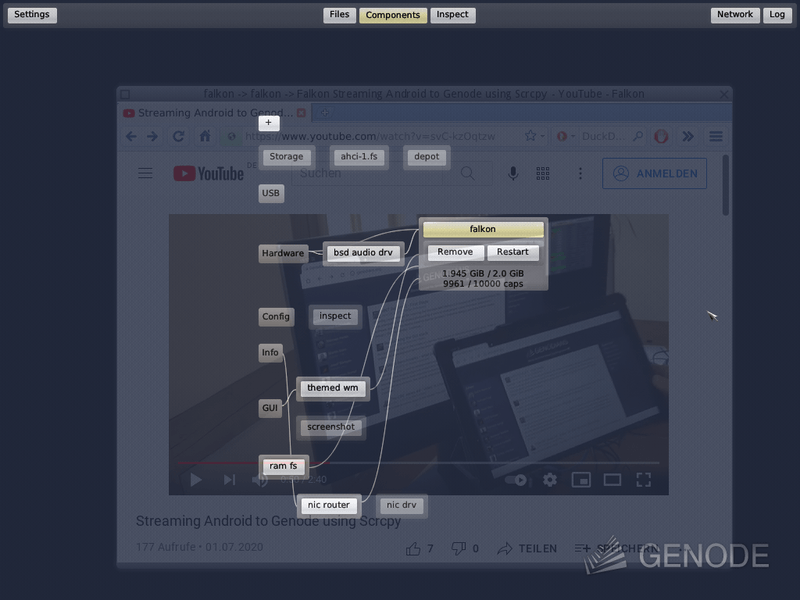 Settings
Files Components Inspect
Network Log
falkon -> falkon -> Falkon Streaming Android to Genode using Scrcpy - YouTube - Falkon
Streaming Android to Genod...
+
https://www.youtube.com/watch?v=syC-kzOqtzw
DuckD...
Storage ahci-1.fs depot
YouTube DE
Suchen
ANMELDEN
USB
falkon
Remove Restart
1.945 GiB / 2.0 GiB
9961 / 10000 caps
Hardware bsd audio drv
Config inspect
Info
themed wm
GUI
screenshot
ram fs
nic router nic drv
Streaming Android to Genode using Scrcpy
177 Aufrufe • 01.07.2020
7 0 TEILEN SPEICHERN
GENODE